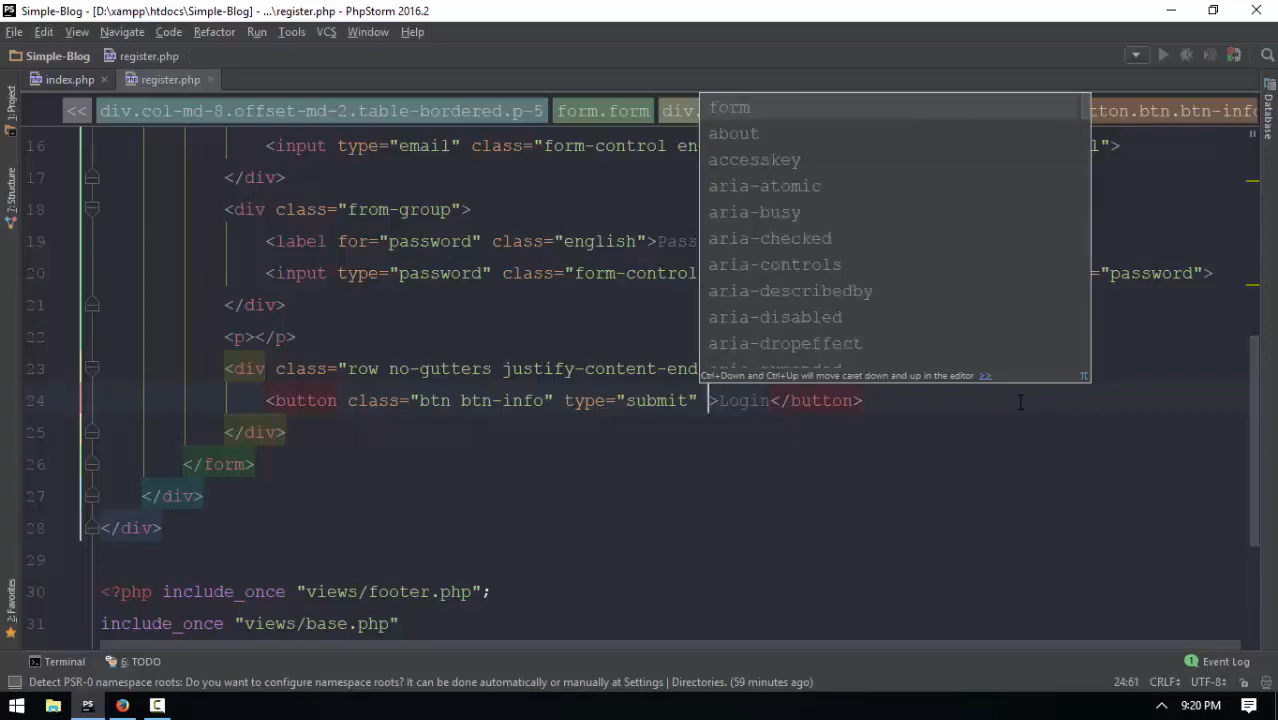 Simple-Blog - [D:\xampp\htdocs\Simple-Blog] - ...\register.php - PhpStorm 2016.2
File Edit View Navigate Code Refactor Run Tools VCS Window Help
Simple-Blog register.php
index.php register.php
<< div.col-md-8.offset-md-2.table-bordered.p-5 form.form div. tton.btn.btn-info
form
about
accesskey
aria-atomic
aria-busy
aria-checked
aria-controls
aria-describedby
aria-disabled
aria-dropeffect
Ctrl+Down and Ctrl+Up will move caret down and up in the editor >> π
16 <input type="email" class="form-control en l">
17 </div>
18 <div class="from-group">
19 <label for="password" class="english">Pass
20 <input type="password" class="form-control ="password">
21 </div>
22 <p></p>
23 <div class="row no-gutters justify-content-end
24 <button class="btn btn-info" type="submit" >Login</button>
25 </div>
26 </form>
27 </div>
28 </div>
29
30 <?php include_once "views/footer.php";
31 include_once "views/base.php"
1: Project
7: Structure
2: Favorites
Database
Terminal 6: TODO 1 Event Log
Detect PSR-0 namespace roots: Do you want to configure namespace roots? It can be done automatically or manually at Settings | Directories. (59 minutes ago) 24:61 CRLF÷ UTF-8÷
PS 9:20 PM